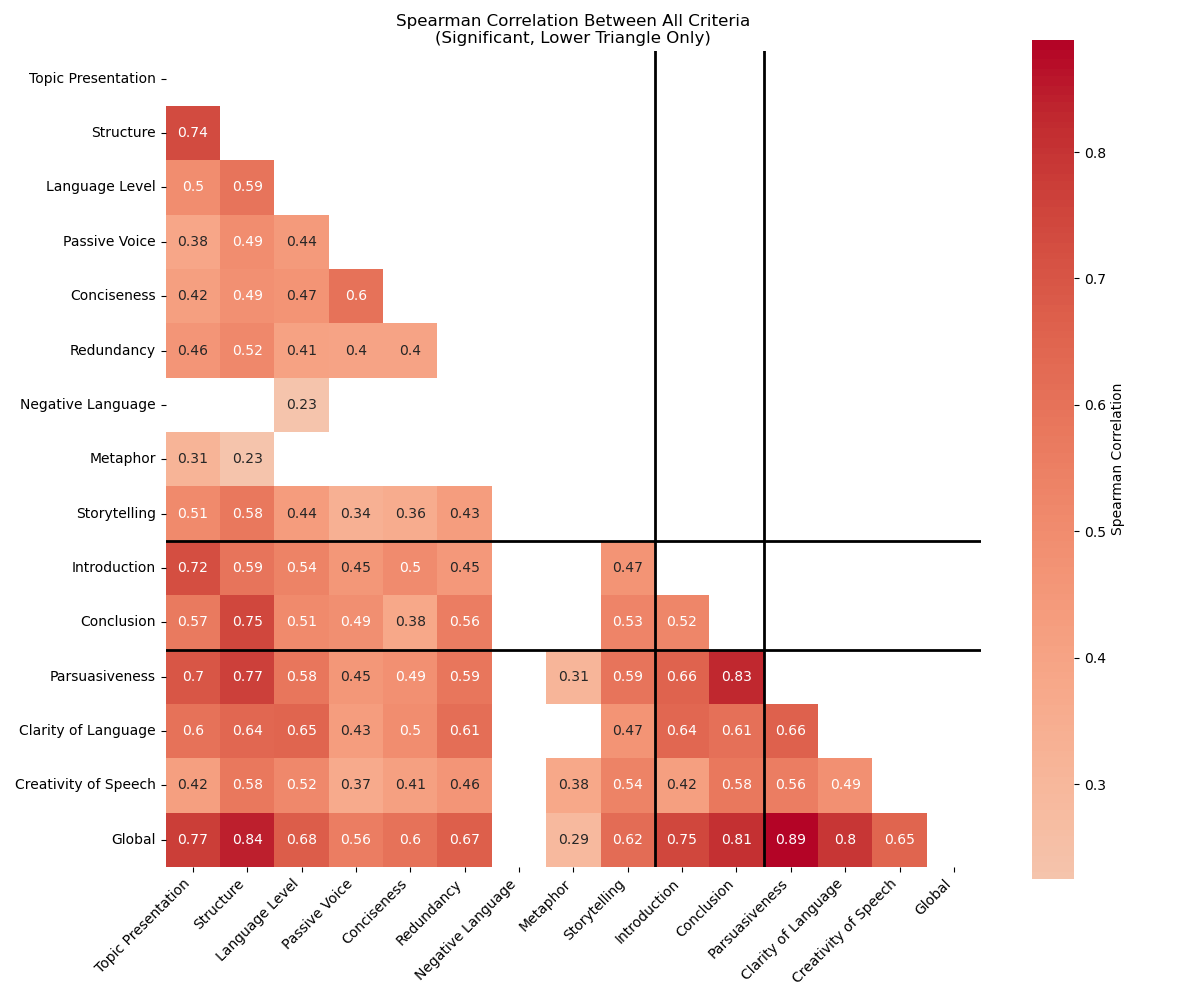 Spearman Correlation Between All Criteria
(Significant, Lower Triangle Only)
Topic Presentation
Structure 0.74
Language Level 0.5 0.59
Passive Voice 0.38 0.49 0.44
Conciseness 0.42 0.49 0.47 0.6
Redundancy 0.46 0.52 0.41 0.4 0.4
Negative Language 0.23
Metaphor 0.31 0.23
Storytelling 0.51 0.58 0.44 0.34 0.36 0.43
Introduction 0.72 0.59 0.54 0.45 0.5 0.45 0.47
Conclusion 0.57 0.75 0.51 0.49 0.38 0.56 0.53 0.52
Parsuasiveness 0.7 0.77 0.58 0.45 0.49 0.59 0.31 0.59 0.66 0.83
Clarity of Language 0.6 0.64 0.65 0.43 0.5 0.61 0.47 0.64 0.61 0.66
Creativity of Speech 0.42 0.58 0.52 0.37 0.41 0.46 0.38 0.54 0.42 0.58 0.56 0.49
Global 0.77 0.84 0.68 0.56 0.6 0.67 0.29 0.62 0.75 0.81 0.89 0.8 0.65
Topic Presentation
Structure
Language Level
Passive Voice
Conciseness
Redundancy
Negative Language
Metaphor
Storytelling
Introduction
Conclusion
Parsuasiveness
Clarity of Language
Creativity of Speech
Global
0.8
0.7
0.6
0.5
0.4
0.3
Spearman Correlation